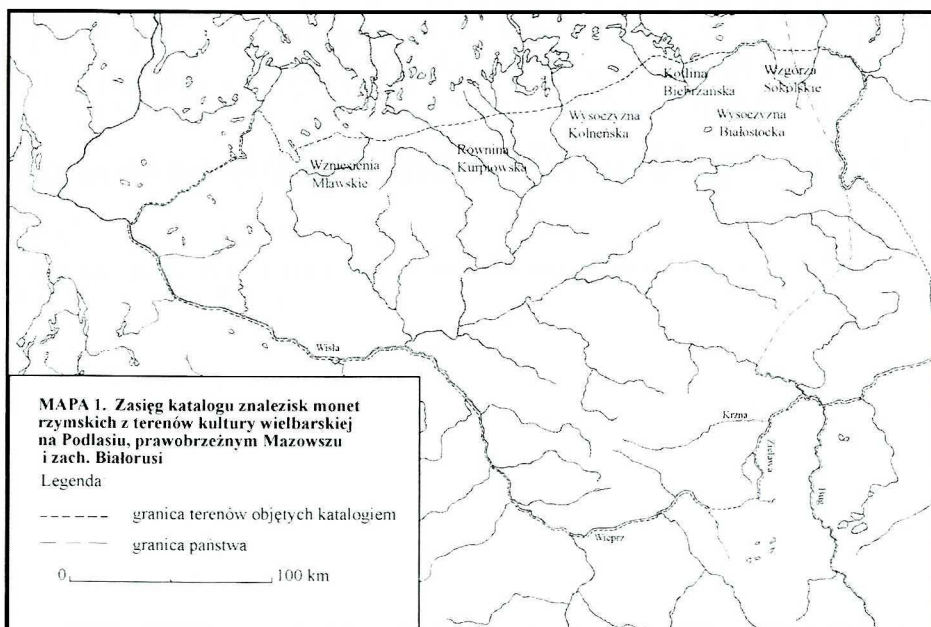 Kotlina
Biebrzańska
Wzgórza
Sokólskie
Wysoczyzna
Kolneńska
Wysoczyzna
Białostocka
Równina
Kurpiowska
Wzniesienia
Mławskie
Wisła
Krzna
Zielawa
Bug
Wieprz
MAPA 1. Zasięg katalogu znalezisk monet
rzymskich z terenów kultury wielbarskiej
na Podlasiu, prawobrzeżnym Mazowszu
i zach. Białorusi
Legenda
granica terenów objętych katalogiem
granica państwa
0 100 km